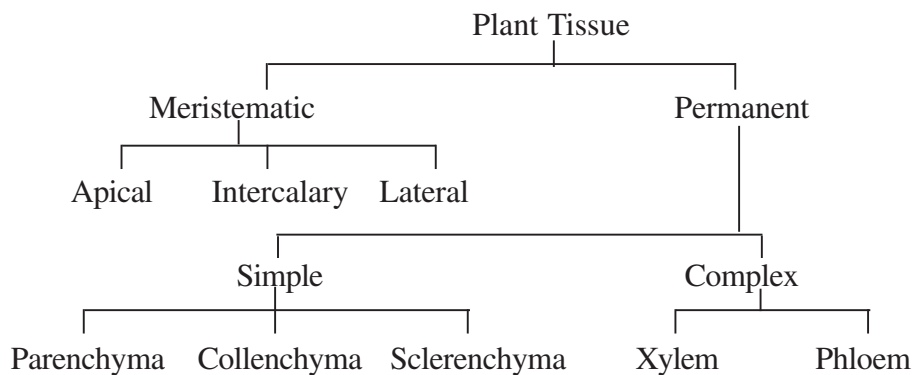 Plant Tissue
Meristematic Permanent
Apical Intercalary Lateral
Simple Complex
Parenchyma Collenchyma Sclerenchyma Xylem Phloem